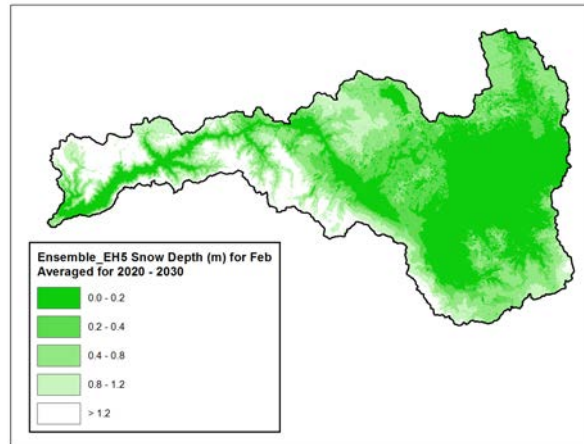 Ensemble_EH5 Snow Depth (m) for Feb
Averaged for 2020 - 2030
0.0 - 0.2
0.2 - 0.4
0.4 - 0.8
0.8 - 1.2
> 1.2